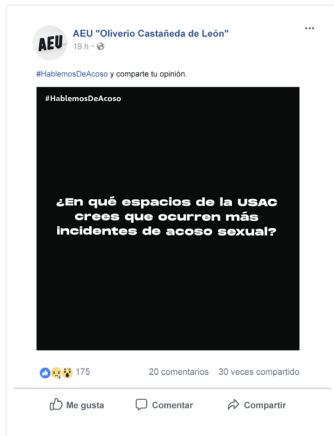 AEU
AEU "Oliverio Castañeda de León"
19 h ·
#HablemosDeAcoso y comparte tu opinión.
#HablemosDeAcoso
¿En qué espacios de la USAC
crees que ocurren más
incidentes de acoso sexual?
175
20 comentarios 30 veces compartido
Me gusta Comentar Compartir